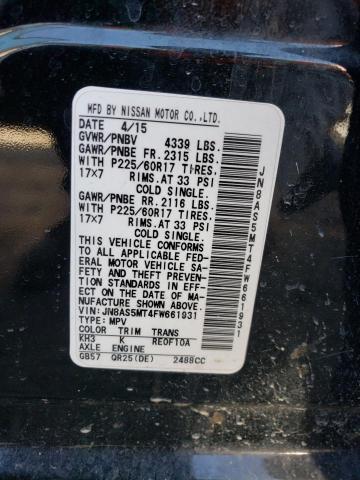 MFD BY NISSAN MOTOR CO.,LTD.
DATE 4/15
GVWR/PNBV 4339 LBS.
GAWR/PNBE FR. 2315 LBS.
WITH P225/60R17 TIRES.
17X7 RIMS.AT 33 PSI
COLD SINGLE.
GAWR/PNBE RR. 2116 LBS.
WITH P225/60R17 TIRES.
17X7 RIMS.AT 33 PSI
COLD SINGLE.
THIS VEHICLE CONFORMS
TO ALL APPLICABLE FED-
ERAL MOTOR VEHICLE SA-
FETY AND THEFT PREVEN-
TION STANDARDS IN EFF-
ECT ON THE DATE OF MA-
NUFACTURE SHOWN ABOVE.
VIN:JN8AS5MT4FW661931
TYPE:MPV
COLOR TRIM TRANS
KH3 K RE0F10A
AXLE ENGINE
GB57 QR25(DE) 2488CC
JN8AS5MT4FW661931